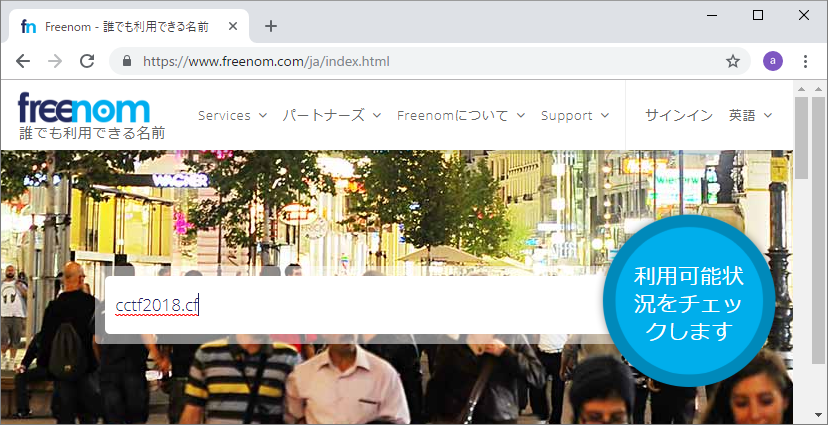 fn Freenom - 誰でも利用できる名前
https://www.freenom.com/ja/index.html
a
freenom
Services パートナーズ Freenomについて Support サインイン 英語
誰でも利用できる名前
WAGNER
Wienerw
cctf2018.cf
利用可能状
況をチェッ
クします